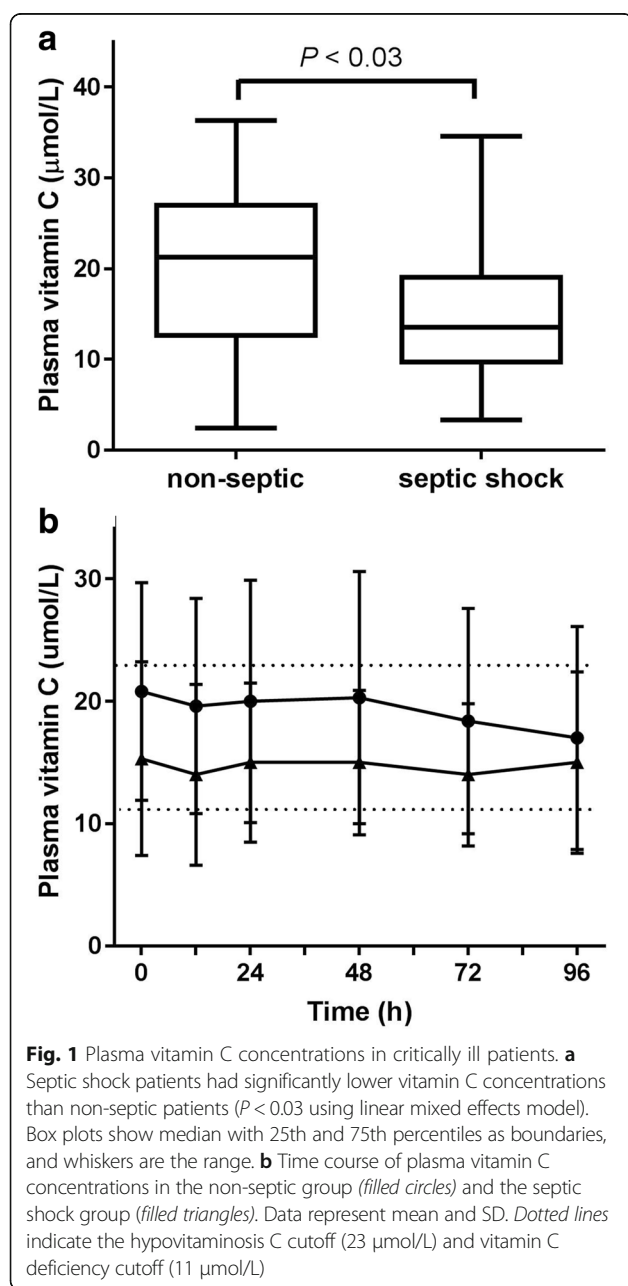 a
P < 0.03
Plasma vitamin C (μmol/L)
40
30
20
10
0
non-septic septic shock
b
Plasma vitamin C (umol/L)
30
20
10
0
0 24 48 72 96
Time (h)
Fig. 1 Plasma vitamin C concentrations in critically ill patients. a
Septic shock patients had significantly lower vitamin C concentrations
than non-septic patients (P < 0.03 using linear mixed effects model).
Box plots show median with 25th and 75th percentiles as boundaries,
and whiskers are the range. b Time course of plasma vitamin C
concentrations in the non-septic group (filled circles) and the septic
shock group (filled triangles). Data represent mean and SD. Dotted lines
indicate the hypovitaminosis C cutoff (23 μmol/L) and vitamin C
deficiency cutoff (11 μmol/L)